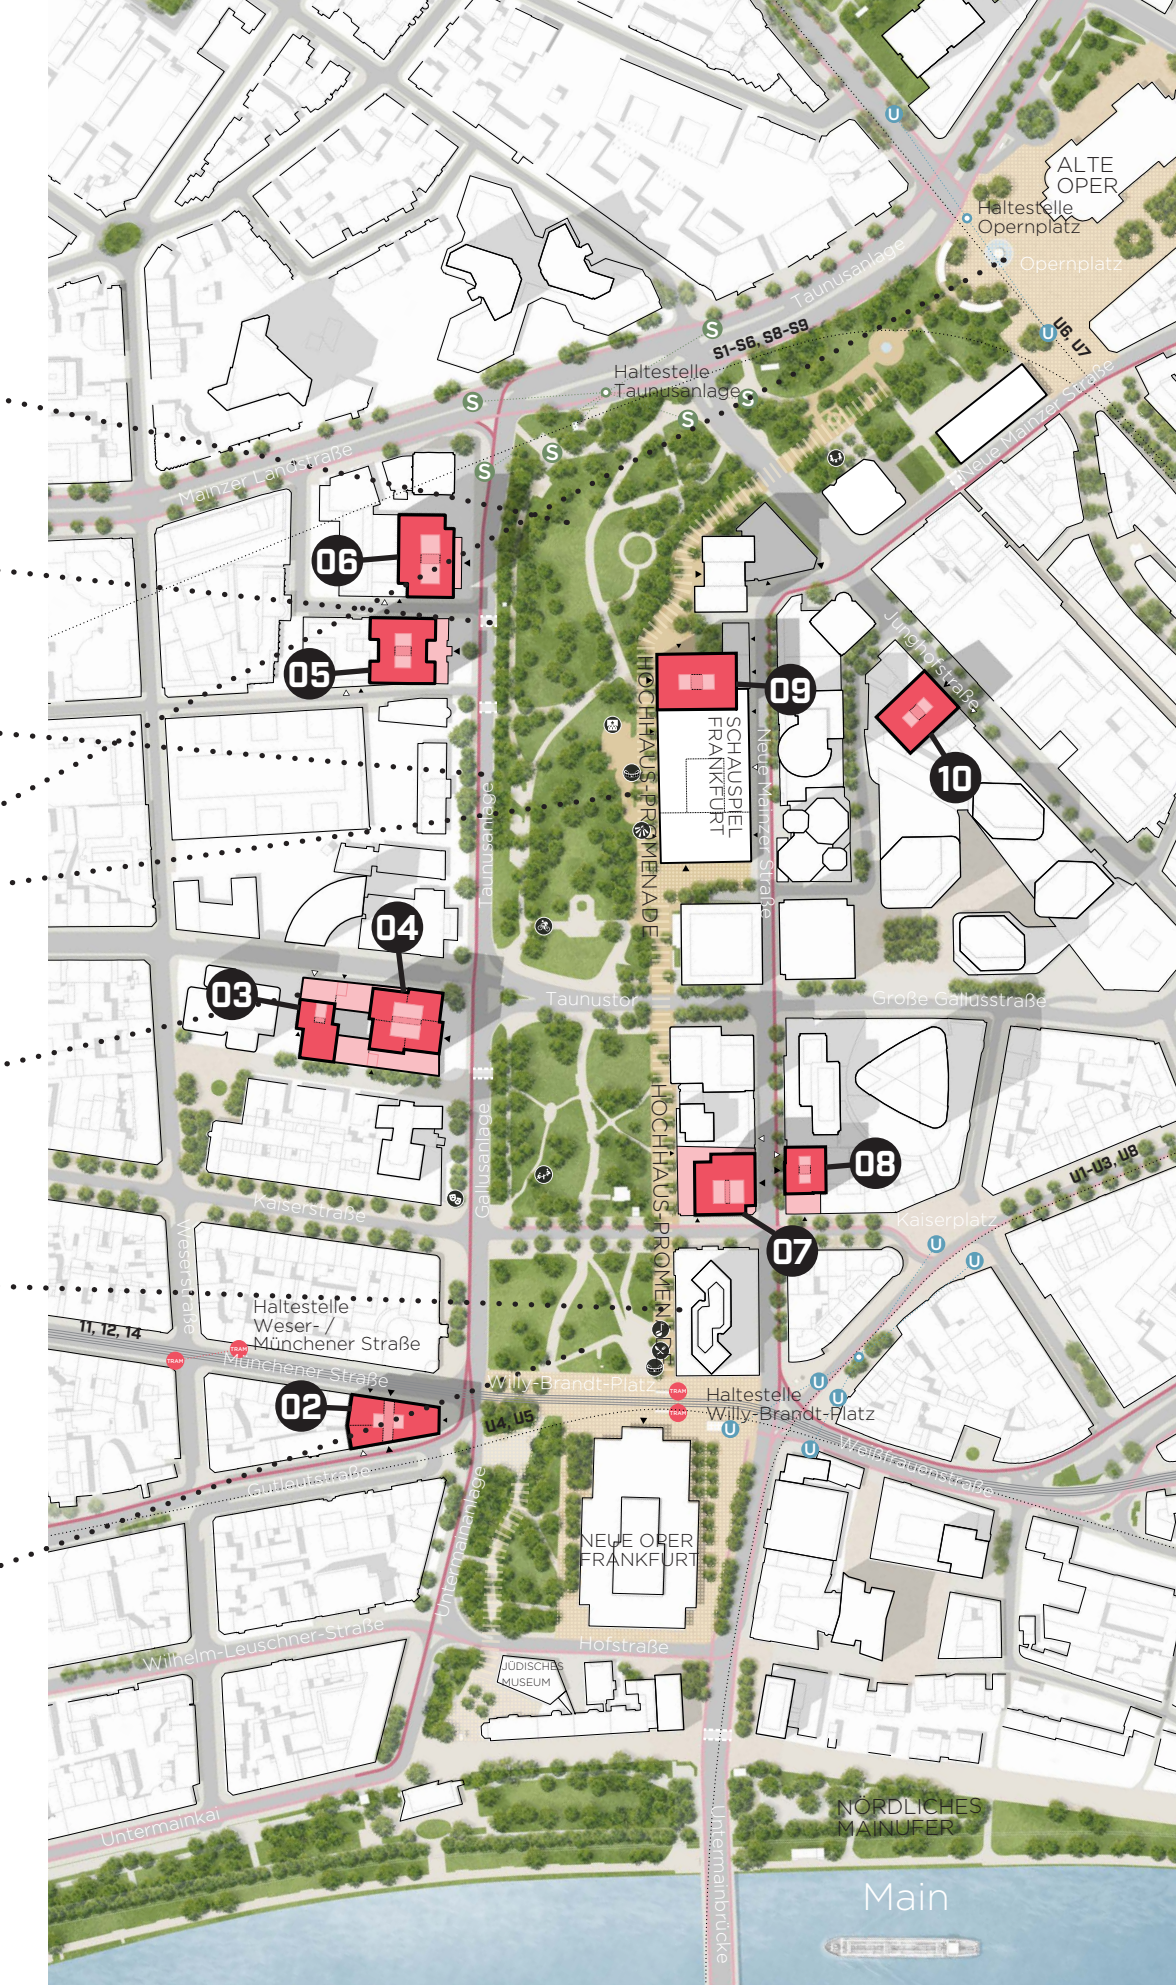 U
ALTE
OPER
Haltestelle
Opernplatz
Opernplatz
Taunusanlage
U
U6, U7
S
S1-S6, S8-S9
Haltestelle
Taunusanlage
S
S
S
S
S
Neue Mainzer Straße
Mainzer Landstraße
06
05
Junghofstraße
09
10
HOCHHAUS-PROMENADE
SCHAUSPIEL
FRANKFURT
Neue Mainzer Straße
Taunusanlage
04
03
Taunustor
Große Gallusstraße
HOCHHAUS-PROMENADE
Gallusanlage
08
U1-U3, U8
Kaiserstraße
Kaiserplatz
07
U
U
Weserstraße
Haltestelle
Weser- /
Münchener Straße
11, 12, 14
TRAM
TRAM
Münchener Straße
Willy-Brandt-Platz
TRAM
TRAM
Haltestelle
Willy-Brandt-Platz
U
U
U
U
02
U4, U5
Weißfrauenstraße
Gutleutstraße
Untermainanlage
NEUE OPER
FRANKFURT
Wilhelm-Leuschner-Straße
Hofstraße
JÜDISCHES
MUSEUM
Untermainkai
NÖRDLICHES
MAINUFER
Untermainbrücke
Main